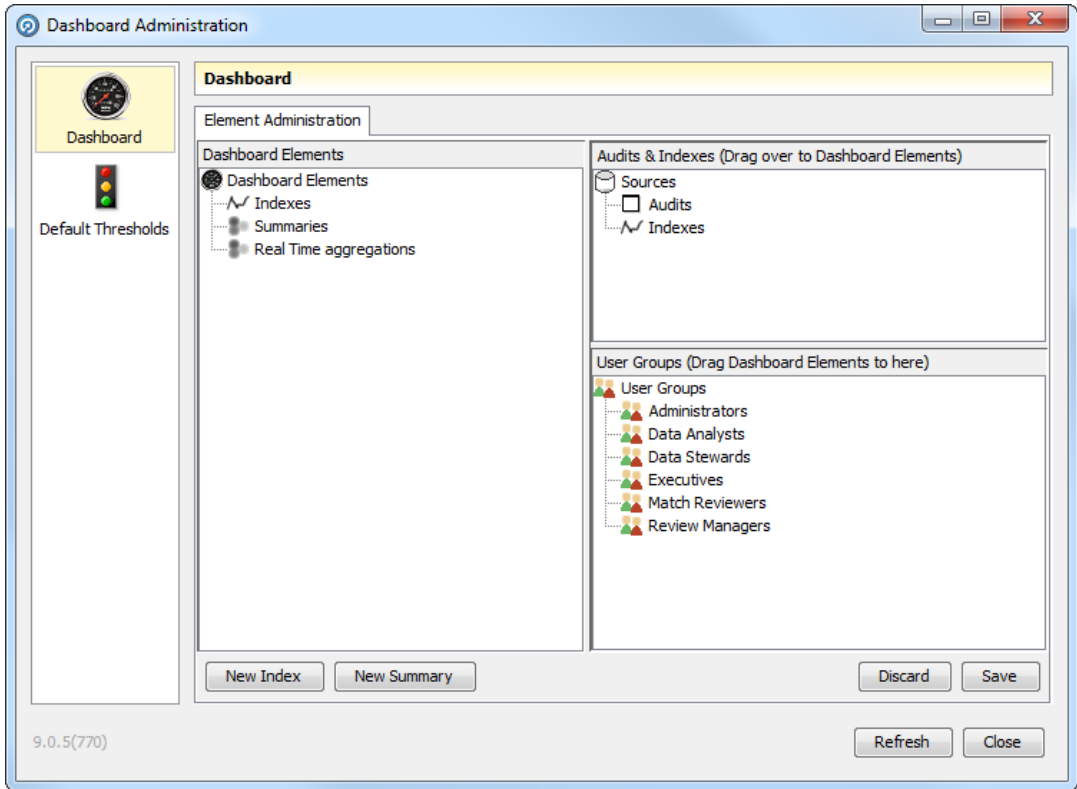 Dashboard Administration
Dashboard
Default Thresholds
Dashboard
Element Administration
Dashboard Elements
Dashboard Elements
Indexes
Summaries
Real Time aggregations
Audits & Indexes (Drag over to Dashboard Elements)
Sources
Audits
Indexes
User Groups (Drag Dashboard Elements to here)
User Groups
Administrators
Data Analysts
Data Stewards
Executives
Match Reviewers
Review Managers
New Index New Summary Discard Save
9.0.5(770) Refresh Close